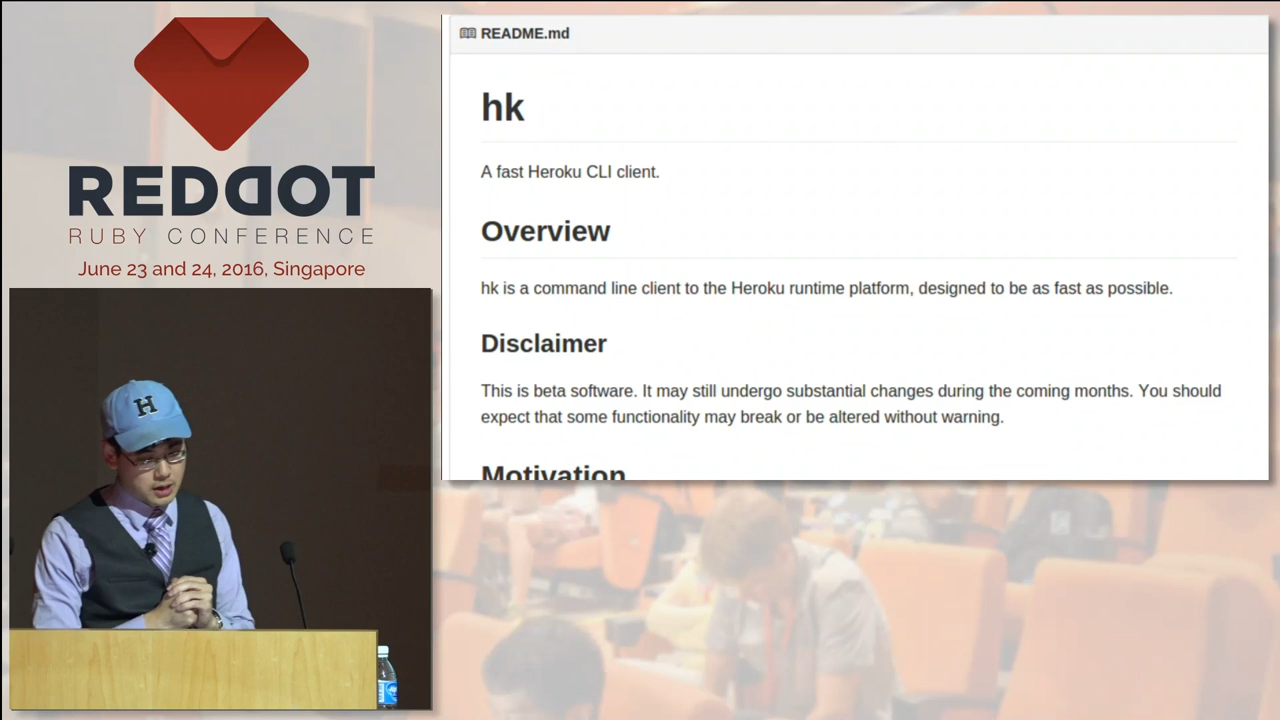 REDDOT
RUBY CONFERENCE
June 23 and 24, 2016, Singapore
H
README.md
hk
A fast Heroku CLI client.
Overview
hk is a command line client to the Heroku runtime platform, designed to be as fast as possible.
Disclaimer
This is beta software. It may still undergo substantial changes during the coming months. You should
expect that some functionality may break or be altered without warning.
Motivation